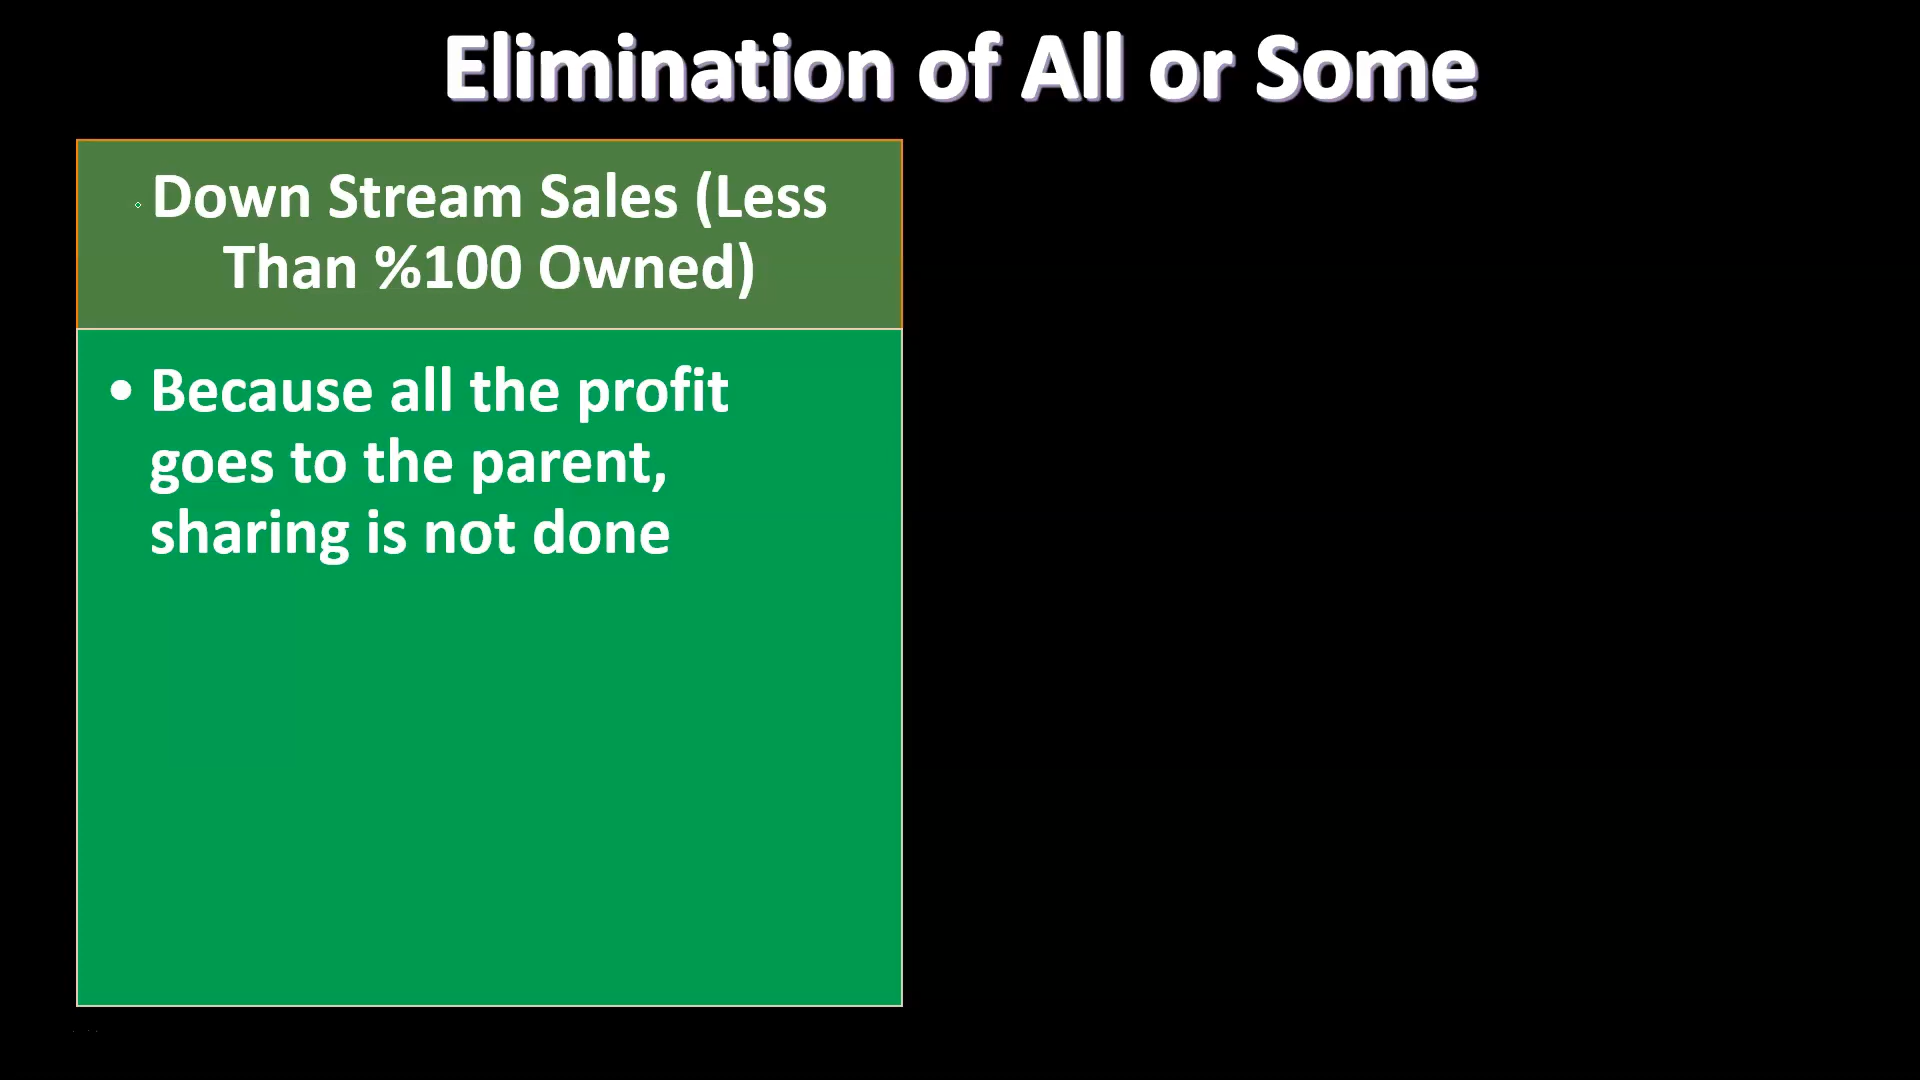 Elimination of All or Some
Down Stream Sales (Less
Than %100 Owned)
• Because all the profit
goes to the parent,
sharing is not done